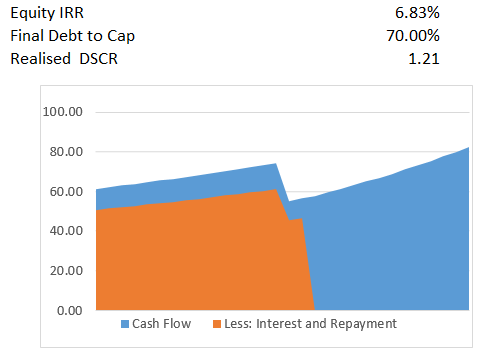 Equity IRR 6.83%
Final Debt to Cap 70.00%
Realised DSCR 1.21
100.00
80.00
60.00
40.00
20.00
0.00
Cash Flow Less: Interest and Repayment